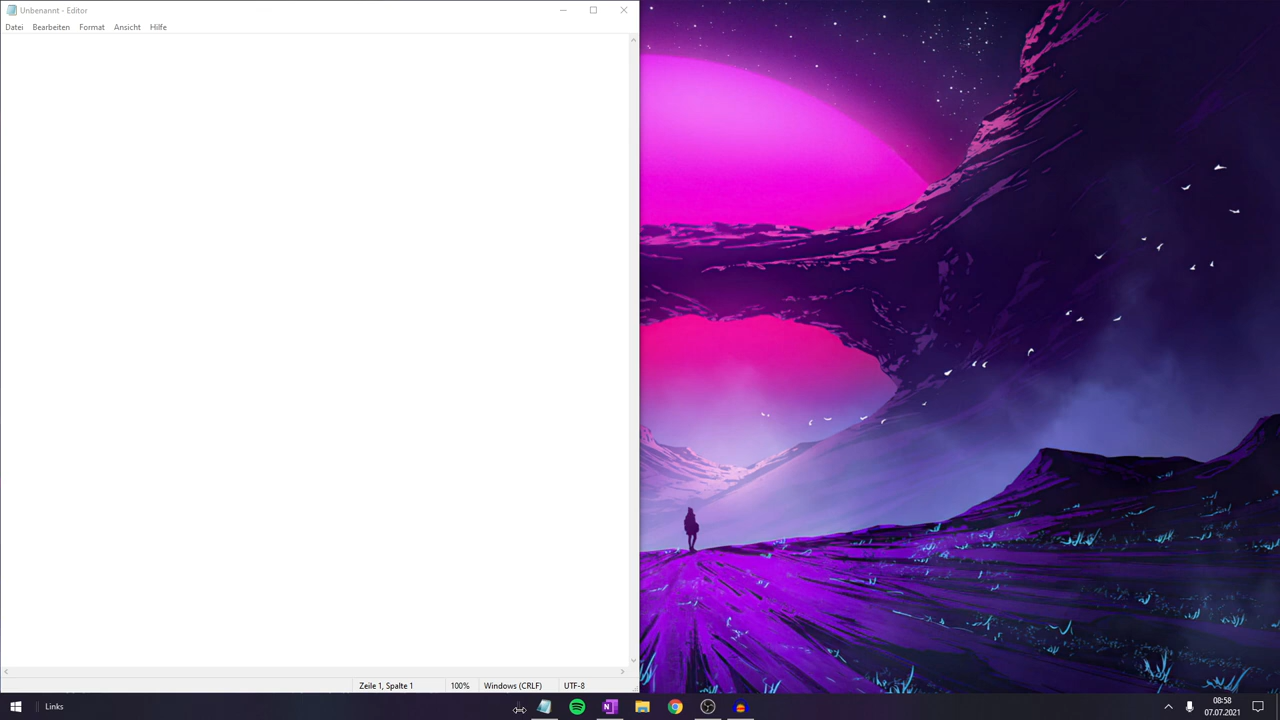 Unbenannt - Editor
Datei Bearbeiten Format Ansicht Hilfe
Zeile 1, Spalte 1 100% Windows (CRLF) UTF-8
Links
N
08:58
07.07.2021